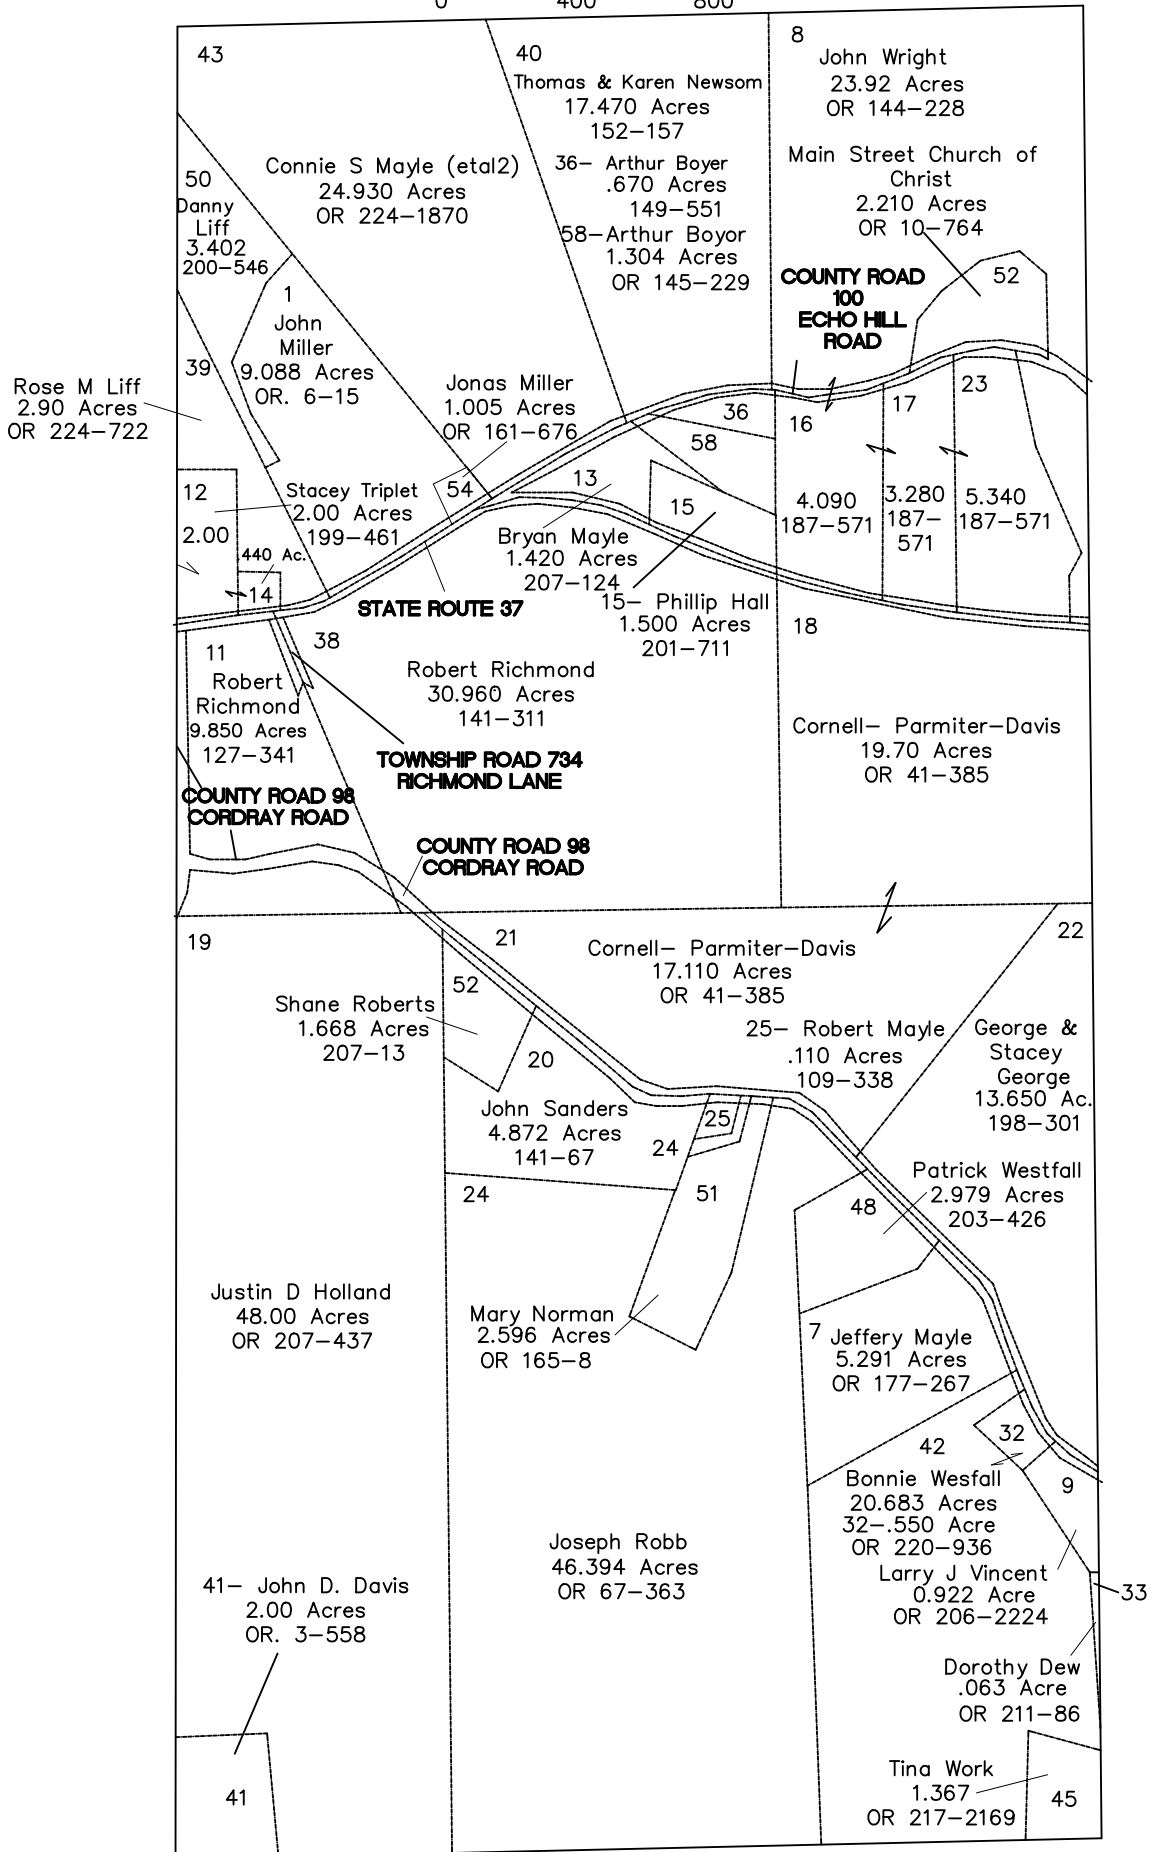 0 400 800
43
40
Thomas & Karen Newsom
17.470 Acres
152-157
8
John Wright
23.92 Acres
OR 144-228
Connie S Mayle (etal2)
24.930 Acres
OR 224-1870
36- Arthur Boyer
.670 Acres
149-551
58-Arthur Boyor
1.304 Acres
OR 145-229
Main Street Church of
Christ
2.210 Acres
OR 10-764
50
Danny
Liff
3.402
200-546
COUNTY ROAD
100
ECHO HILL
ROAD
52
1
John
Miller
9.088 Acres
OR. 6-15
39
Rose M Liff
2.90 Acres
OR 224-722
Jonas Miller
1.005 Acres
OR 161-676
36
58
16
17
23
12
2.00
Stacey Triplet
2.00 Acres
199-461
54
13
15
4.090
187-571
3.280
187-
571
5.340
187-571
440 Ac.
14
Bryan Mayle
1.420 Acres
207-124
STATE ROUTE 37
15- Phillip Hall
1.500 Acres
201-711
18
11
Robert
Richmond
9.850 Acres
127-341
38
Robert Richmond
30.960 Acres
141-311
Cornell- Parmiter-Davis
19.70 Acres
OR 41-385
TOWNSHIP ROAD 734
RICHMOND LANE
COUNTY ROAD 98
CORDRAY ROAD
COUNTY ROAD 98
CORDRAY ROAD
19
21
22
Cornell- Parmiter-Davis
17.110 Acres
OR 41-385
52
Shane Roberts
1.668 Acres
207-13
25- Robert Mayle
.110 Acres
109-338
George &
Stacey
George
13.650 Ac.
198-301
20
John Sanders
4.872 Acres
141-67
25
24
24
51
48
Patrick Westfall
2.979 Acres
203-426
Justin D Holland
48.00 Acres
OR 207-437
Mary Norman
2.596 Acres
OR 165-8
7
Jeffery Mayle
5.291 Acres
OR 177-267
42
32
9
Bonnie Wesfall
20.683 Acres
32-.550 Acre
OR 220-936
Joseph Robb
46.394 Acres
OR 67-363
Larry J Vincent
0.922 Acre
OR 206-2224
33
41- John D. Davis
2.00 Acres
OR. 3-558
Dorothy Dew
.063 Acre
OR 211-86
41
Tina Work
1.367
OR 217-2169
45